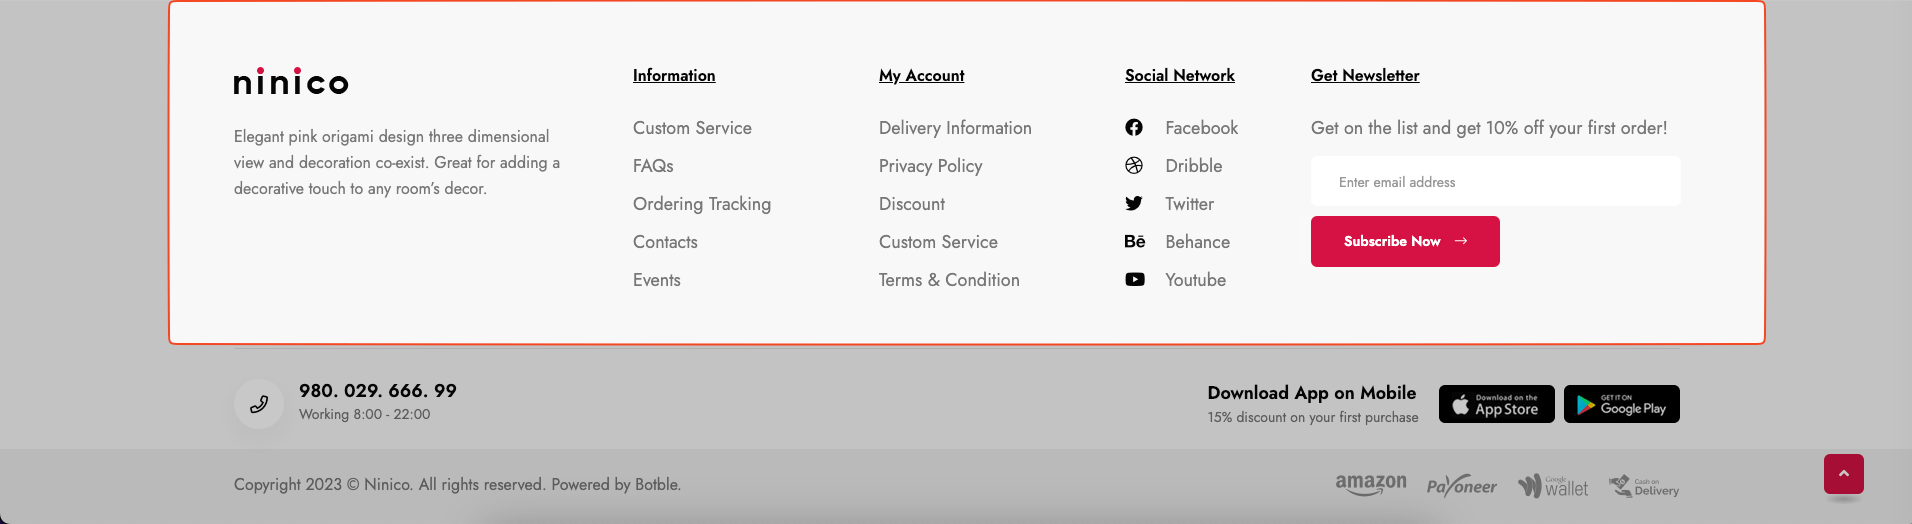 ninico
Elegant pink origami design three dimensional
view and decoration co-exist. Great for adding a
decorative touch to any room's decor.
Information
Custom Service
FAQs
Ordering Tracking
Contacts
Events
My Account
Delivery Information
Privacy Policy
Discount
Custom Service
Terms & Condition
Social Network
Facebook
Dribble
Twitter
Bē Behance
Youtube
Get Newsletter
Get on the list and get 10% off your first order!
Enter email address
Subscribe Now →
980. 029. 666. 99
Working 8:00 - 22:00
Download App on Mobile
15% discount on your first purchase
Download on the
App Store
GET IT ON
Google Play
Copyright 2023 © Ninico. All rights reserved. Powered by Botble.
amazon
Payoneer
Google
wallet
Cash on
Delivery